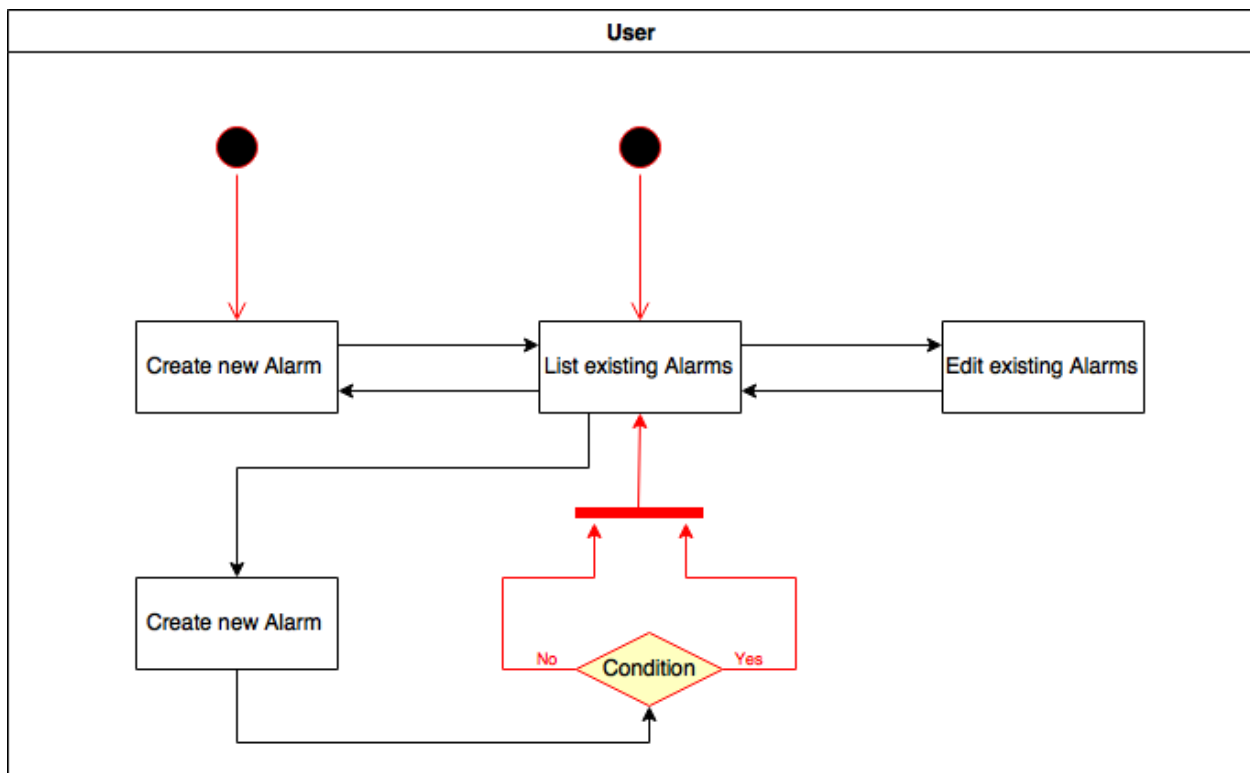 User
Create new Alarm
List existing Alarms
Edit existing Alarms
Create new Alarm
No
Condition
Yes